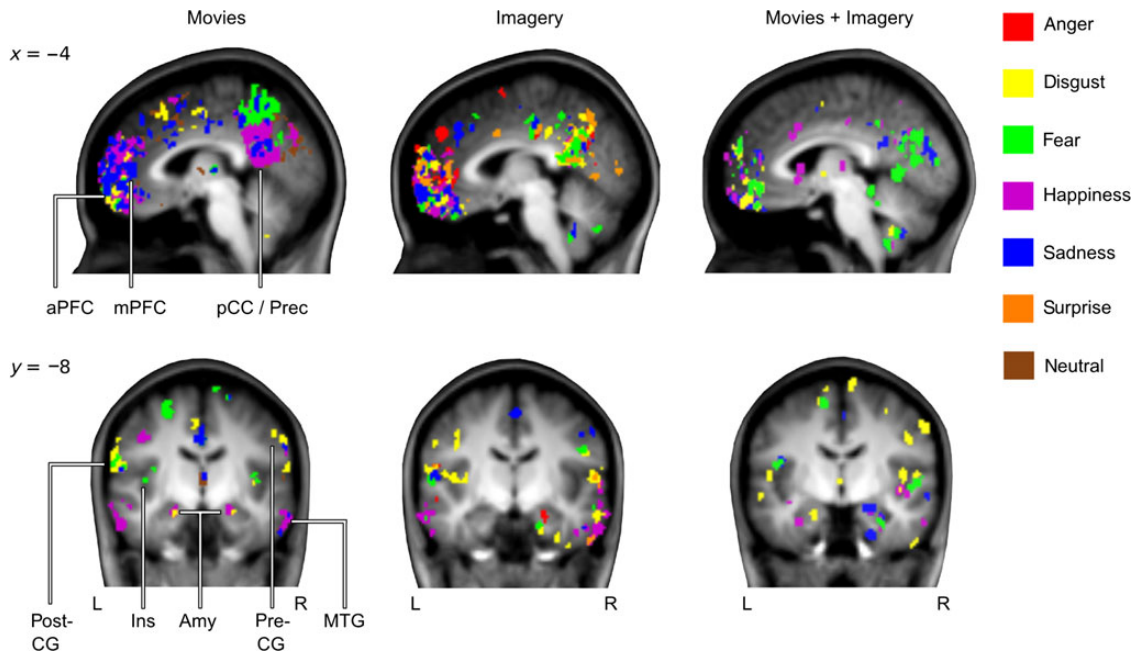 Movies
Imagery
Movies + Imagery
x = −4
Anger
Disgust
Fear
Happiness
Sadness
Surprise
Neutral
aPFC
mPFC
pCC / Prec
y = −8
L
R
L
R
L
R
Post-
CG
Ins
Amy
Pre-
CG
MTG